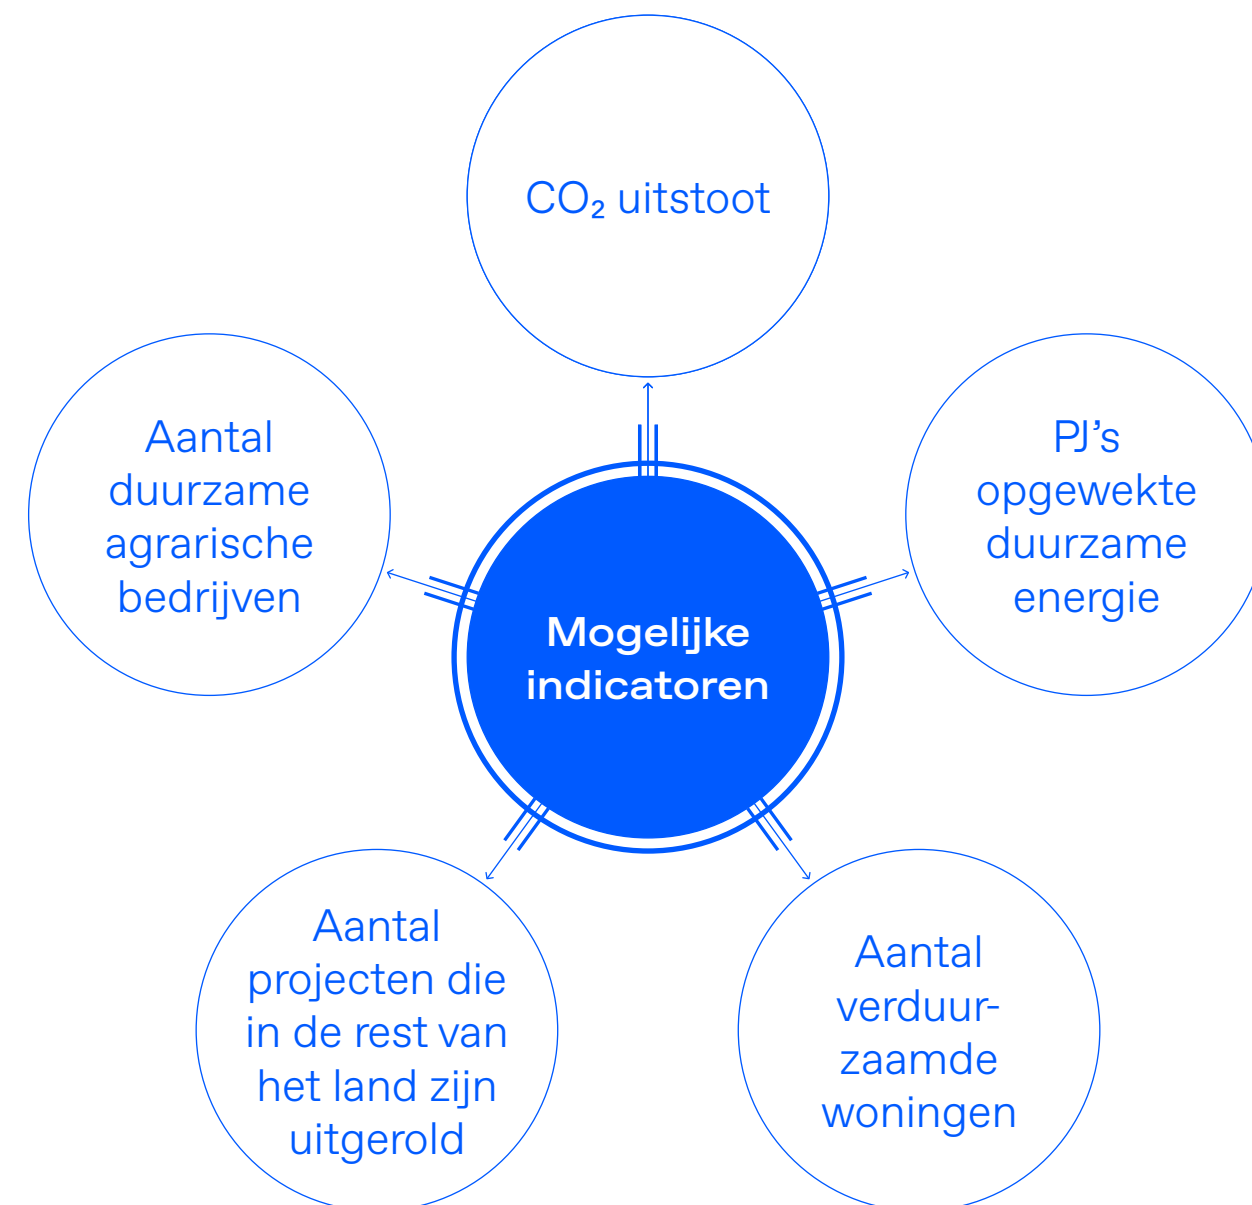 CO₂ uitstoot
Aantal
duurzame
agrarische
bedrijven
PJ’s
opgewekte
duurzame
energie
Mogelijke
indicatoren
Aantal
projecten die
in de rest van
het land zijn
uitgerold
Aantal
verduur-
zaamde
woningen